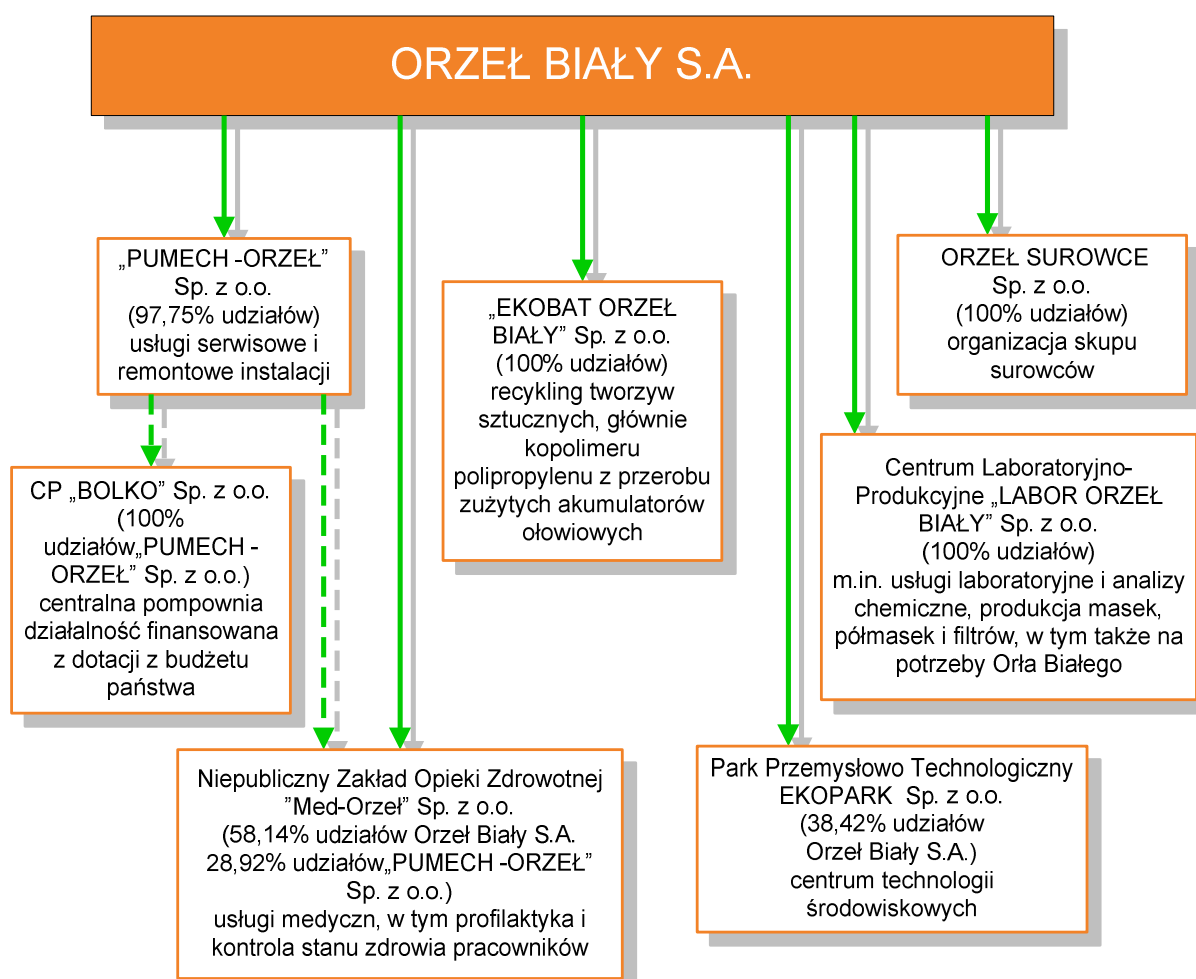 ORZEŁ BIAŁY S.A.
„PUMECH -ORZEŁ”
Sp. z o.o.
(97,75% udziałów)
usługi serwisowe i
remontowe instalacji
„EKOBAT ORZEŁ
BIAŁY” Sp. z o.o.
(100% udziałów)
recykling tworzyw
sztucznych, głównie
kopolimeru
polipropylenu z przerobu
zużytych akumulatorów
ołowiowych
ORZEŁ SUROWCE
Sp. z o.o.
(100% udziałów)
organizacja skupu
surowców
CP „BOLKO” Sp. z o.o.
(100%
udziałów„PUMECH -
ORZEŁ” Sp. z o.o.)
centralna pompownia
działalność finansowana
z dotacji z budżetu
państwa
Centrum Laboratoryjno-
Produkcyjne „LABOR ORZEŁ
BIAŁY” Sp. z o.o.
(100% udziałów)
m.in. usługi laboratoryjne i analizy
chemiczne, produkcja masek,
półmasek i filtrów, w tym także na
potrzeby Orła Białego
Niepubliczny Zakład Opieki Zdrowotnej
”Med-Orzeł” Sp. z o.o.
(58,14% udziałów Orzeł Biały S.A.
28,92% udziałów„PUMECH -ORZEŁ”
Sp. z o.o.)
usługi medyczn, w tym profilaktyka i
kontrola stanu zdrowia pracowników
Park Przemysłowo Technologiczny
EKOPARK Sp. z o.o.
(38,42% udziałów
Orzeł Biały S.A.)
centrum technologii
środowiskowych